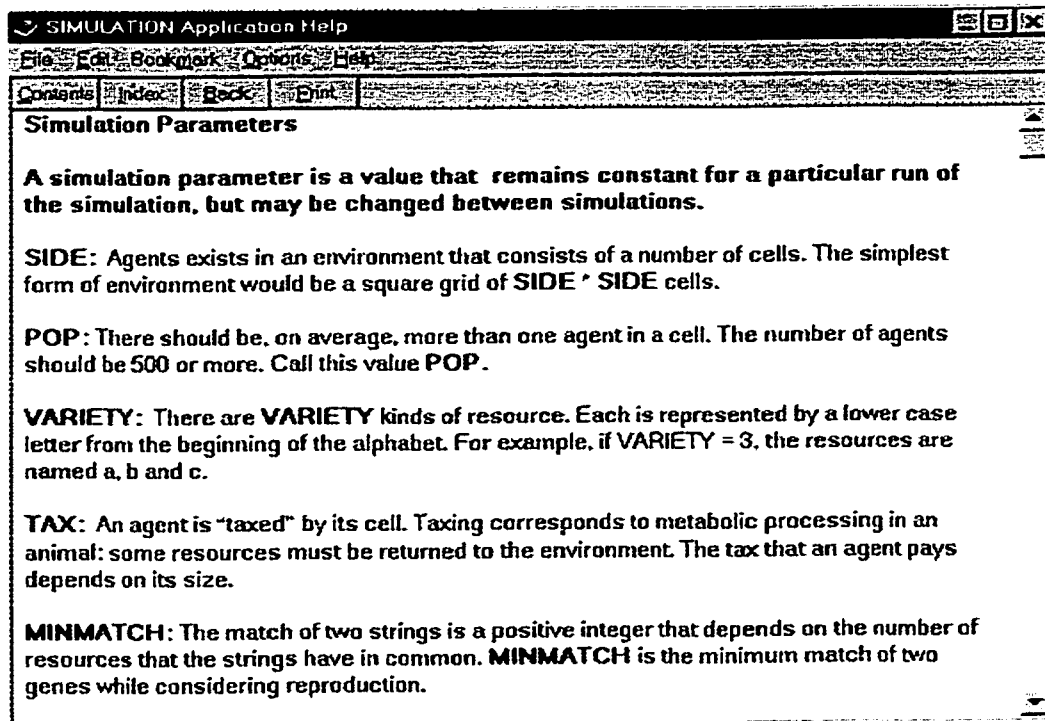 SIMULATION Application Help
File Edit Bookmark Options Help
Contents Index Back Print
Simulation Parameters
A simulation parameter is a value that remains constant for a particular run of
the simulation, but may be changed between simulations.
SIDE: Agents exists in an environment that consists of a number of cells. The simplest
form of environment would be a square grid of SIDE * SIDE cells.
POP: There should be, on average, more than one agent in a cell. The number of agents
should be 500 or more. Call this value POP.
VARIETY: There are VARIETY kinds of resource. Each is represented by a lower case
letter from the beginning of the alphabet. For example, if VARIETY = 3, the resources are
named a, b and c.
TAX: An agent is "taxed" by its cell. Taxing corresponds to metabolic processing in an
animal: some resources must be returned to the environment. The tax that an agent pays
depends on its size.
MINMATCH: The match of two strings is a positive integer that depends on the number of
resources that the strings have in common. MINMATCH is the minimum match of two
genes while considering reproduction.